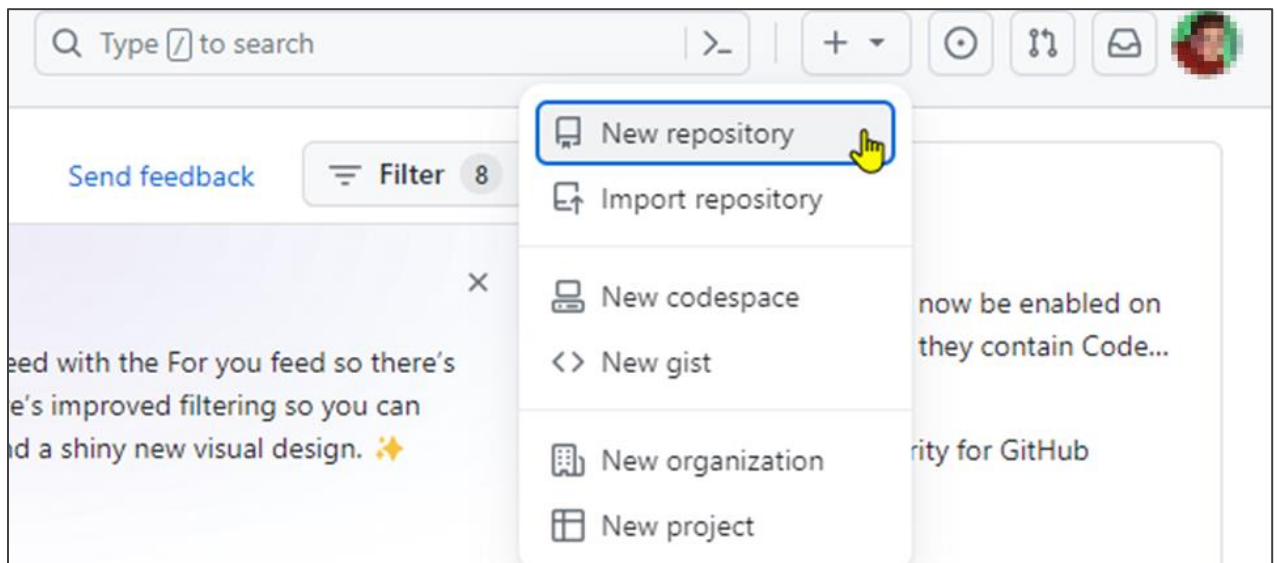 Type / to search
Send feedback
Filter 8
New repository
Import repository
New codespace
New gist
New organization
New project
eed with the For you feed so there's
e's improved filtering so you can
nd a shiny new visual design. ✨
now be enabled on
they contain Code...
rity for GitHub